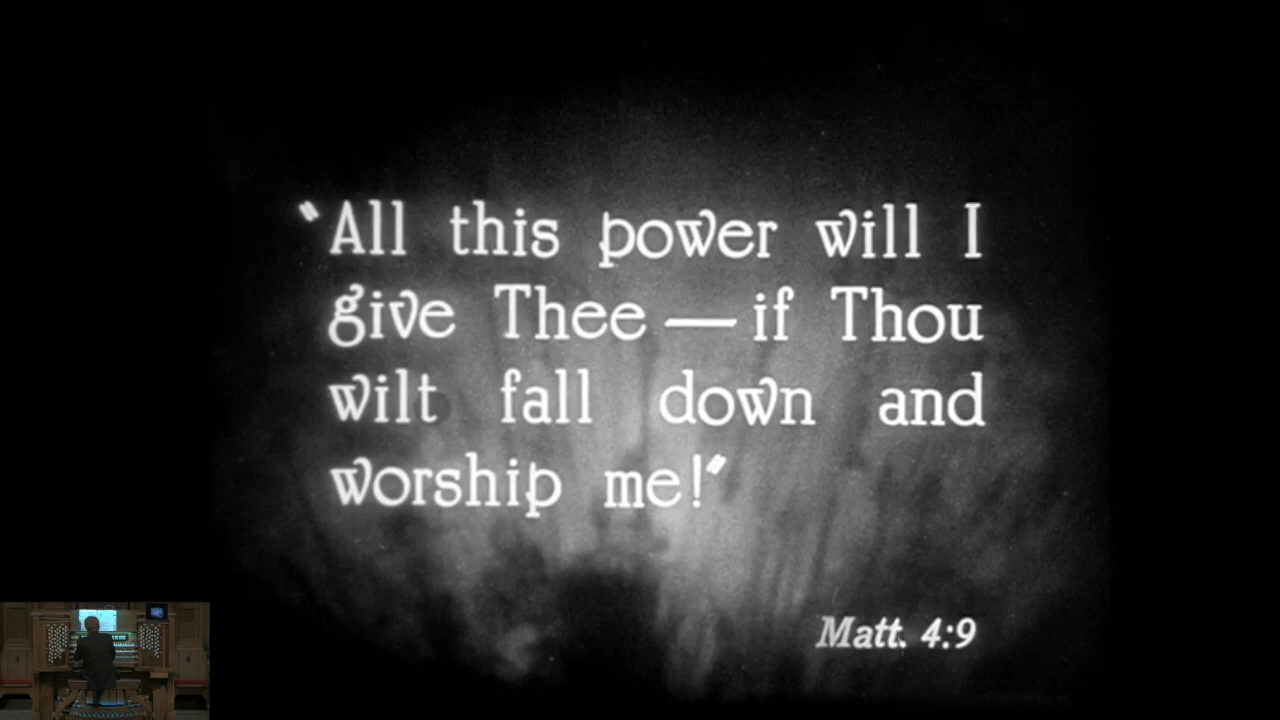 "All this power will I
give Thee — if Thou
wilt fall down and
worship me!"
Matt. 4:9